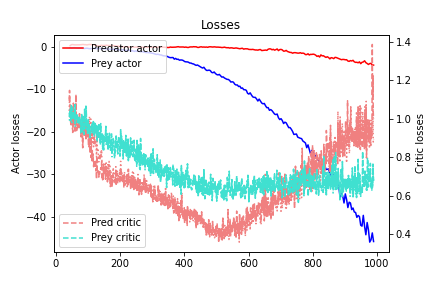 Losses
Predator actor
Prey actor
Pred critic
Prey critic
Actor losses
Critic losses
0
−10
−20
−30
−40
1.4
1.2
1.0
0.8
0.6
0.4
0 200 400 600 800 1000